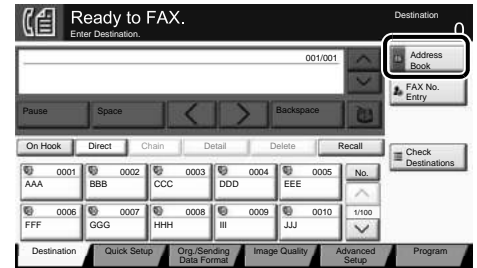 Ready to FAX.
Enter Destination.
Destination
0
001/001
Address
Book
FAX No.
Entry
Pause Space Backspace
On Hook Direct Chain Detail Delete Recall
Check
Destinations
0001 0002 0003 0004 0005 No.
AAA BBB CCC DDD EEE
0006 0007 0008 0009 0010 1/100
FFF GGG HHH III JJJ
Destination Quick Setup Org./Sending
Data Format Image Quality Advanced
Setup Program